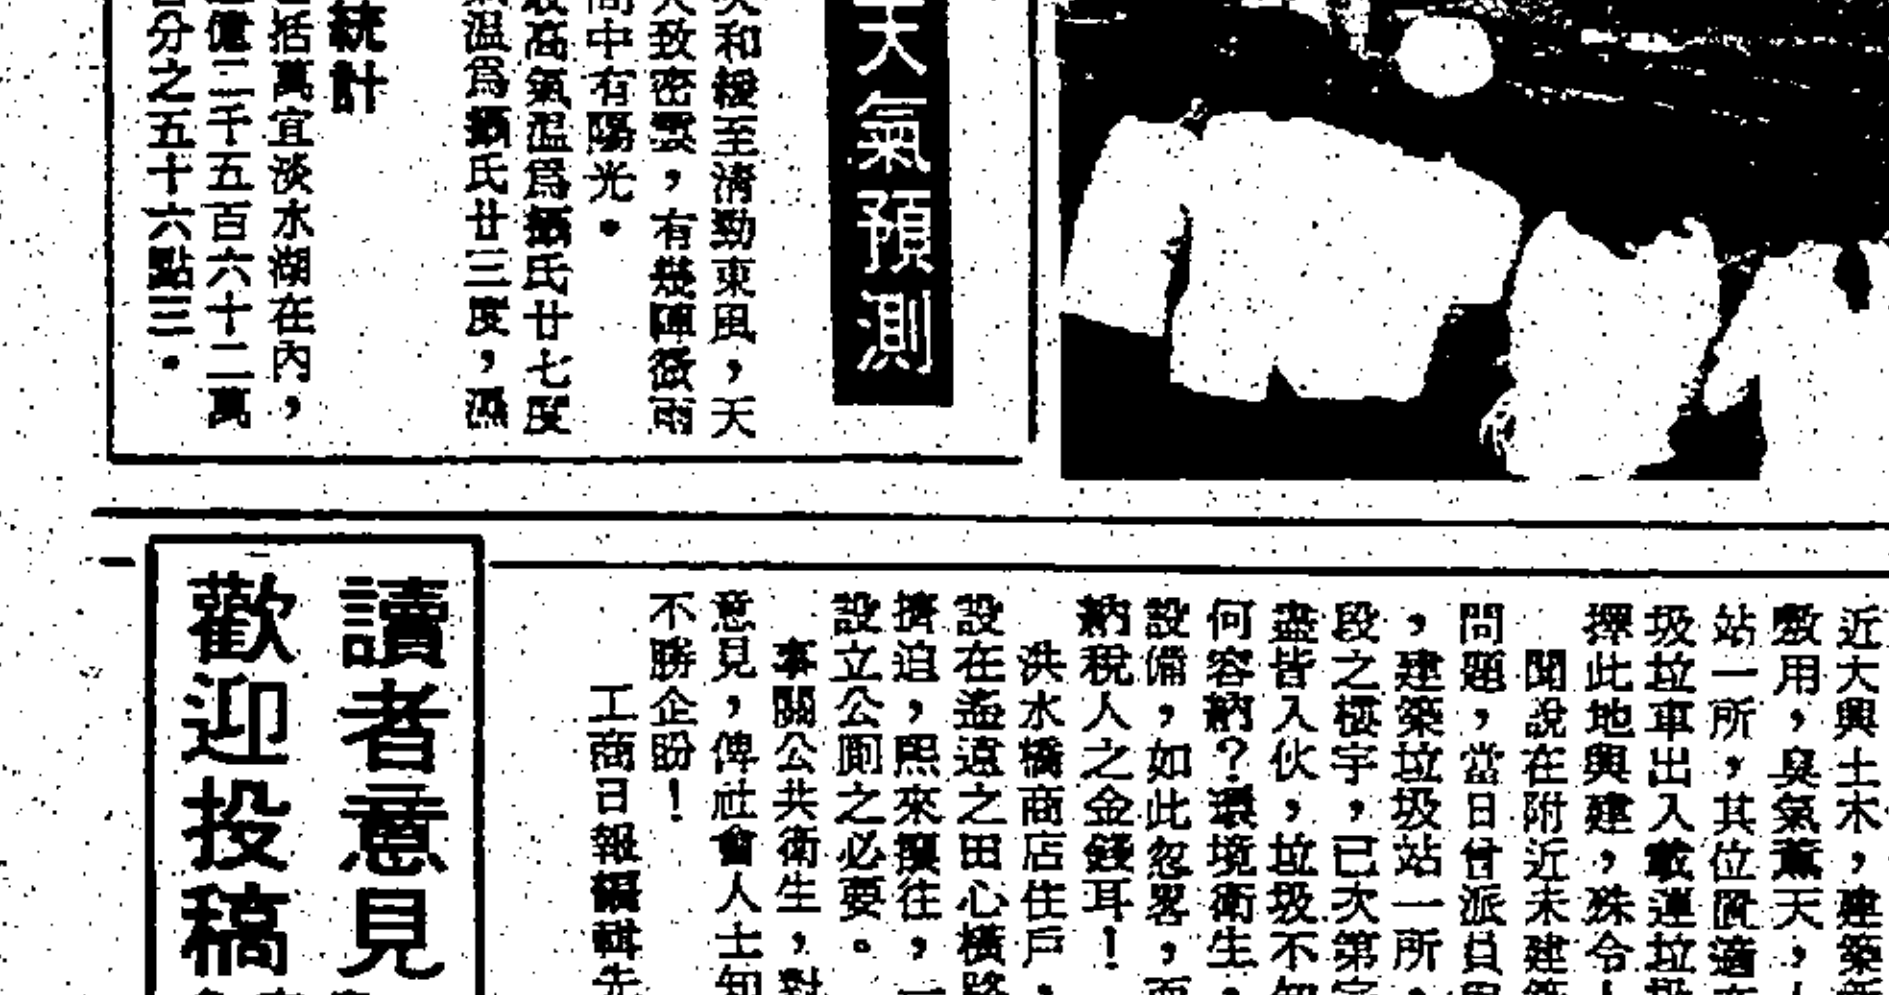 天氣預測
和緩至清勁東風，天
致密雲，有幾陣微雨
中有陽光。
高氣溫爲攝氏廿七度
溫爲攝氏廿三度，濕
統計
括萬宜淡水湖在內，
億二千五百六十二萬
分之五十六點三。
近大興土木，建築
敷用，臭氣薰天，
站一所，其位置適
圾垃車出入載運垃
擇此地興建，殊令
聞說在附近未建
問題，當日曾派員
，建築垃圾站一所，
段之樓宇，已次第
盡皆入伙，垃圾不知
何容納？環境衛生，
設備，如此忽畧，而
納稅人之金錢耳！
洪水橋商店住戶，
設在遙遠之田心橫路
擠迫，熙來攘往，一
設立公厠之必要。
事關公共衛生，對
意見，俾社會人士知
不勝企盼！
工商日報編輯先
讀者意見
歡迎投稿